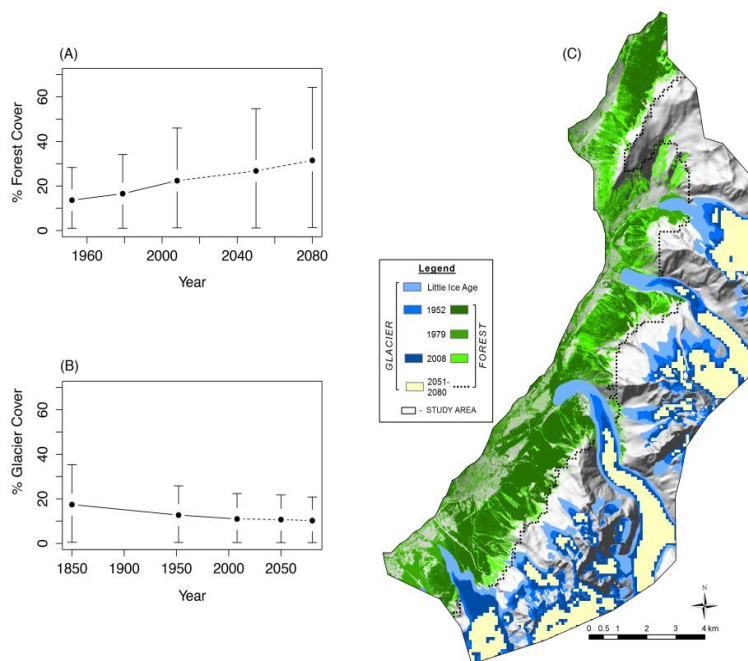 (A)
% Forest Cover
60
40
20
0
1960
2000
2040
2080
Year
(B)
% Glacier Cover
60
40
20
0
1850
1900
1950
2000
2050
Year
(C)
Legend
GLACIER
FOREST
Little Ice Age
1952
1979
2008
2051-
2080
- STUDY AREA
N
0 0.5 1 2 3 4 km